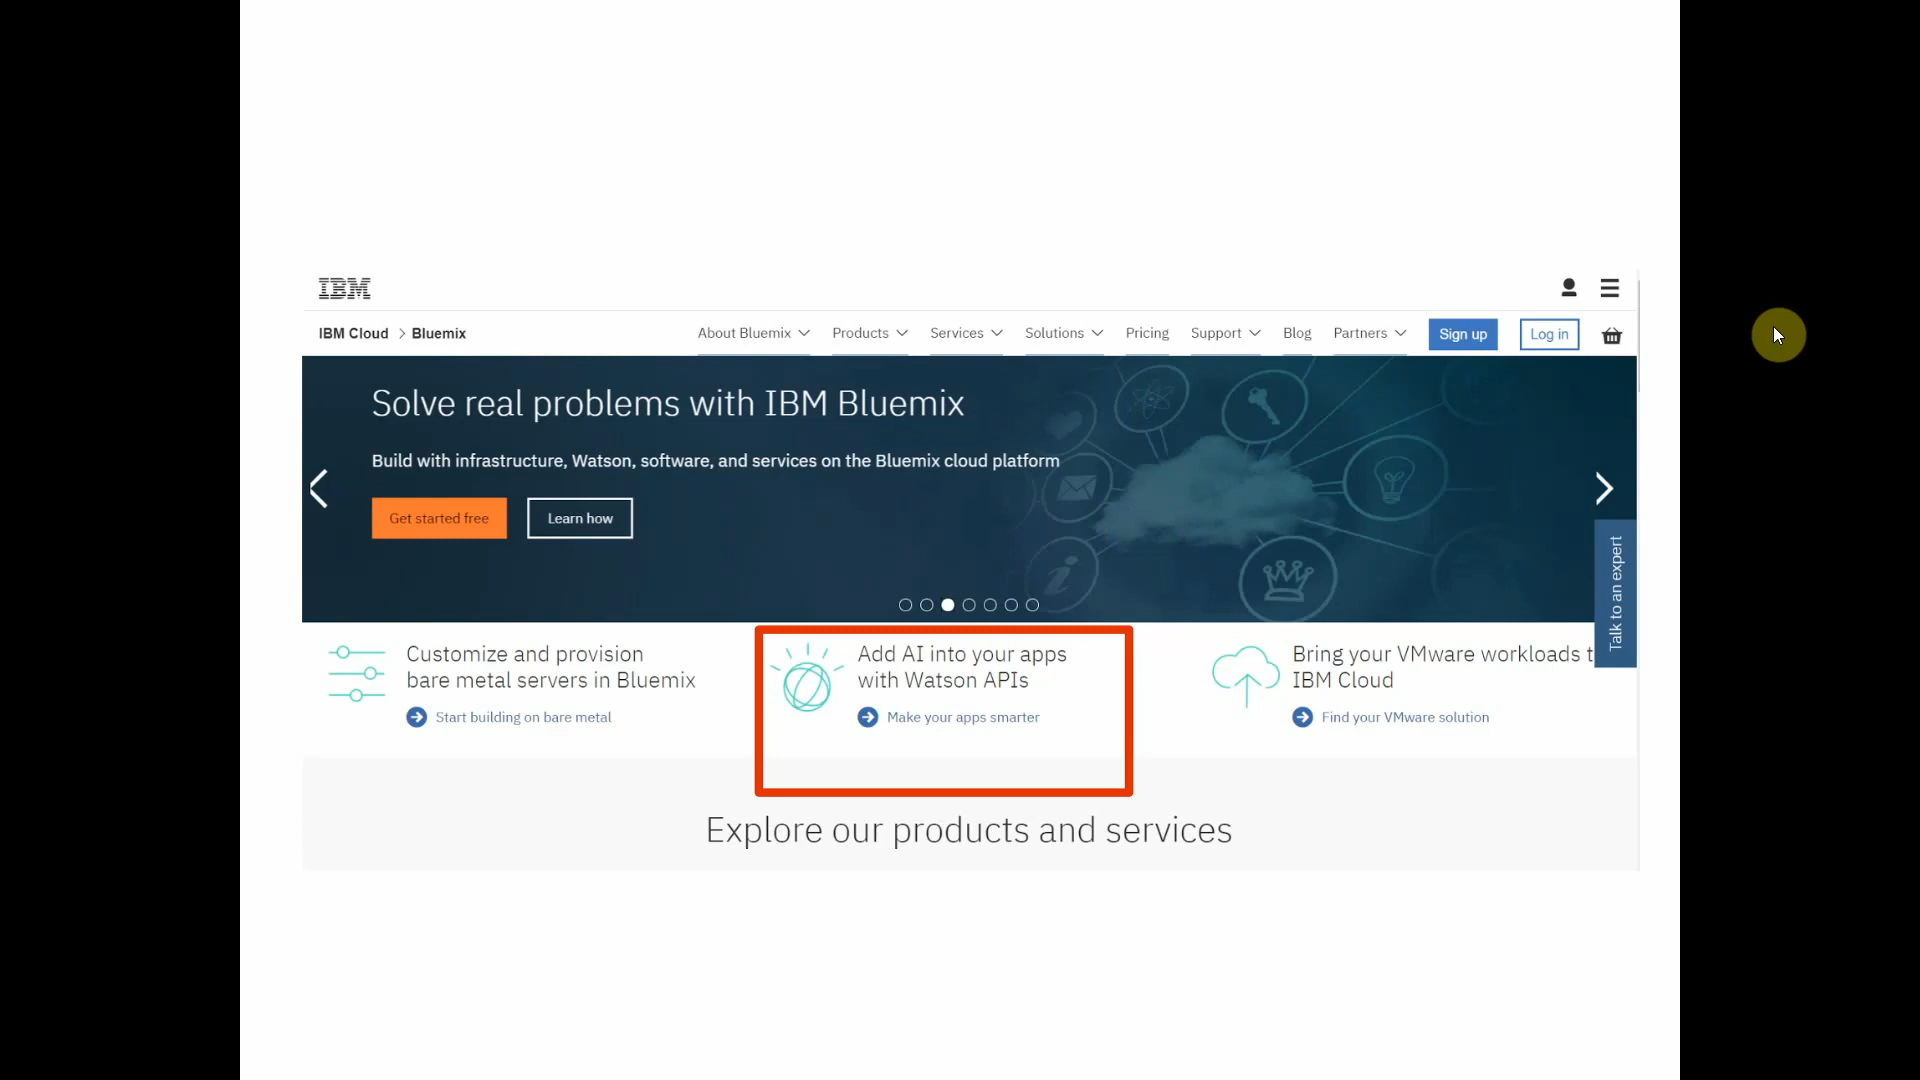 IBM
IBM Cloud > Bluemix
About Bluemix Products Services Solutions Pricing Support Blog Partners Sign up Log in
Solve real problems with IBM Bluemix
Build with infrastructure, Watson, software, and services on the Bluemix cloud platform
Get started free Learn how
Talk to an expert
Customize and provision
bare metal servers in Bluemix
Start building on bare metal
Add AI into your apps
with Watson APIs
Make your apps smarter
Bring your VMware workloads t
IBM Cloud
Find your VMware solution
Explore our products and services